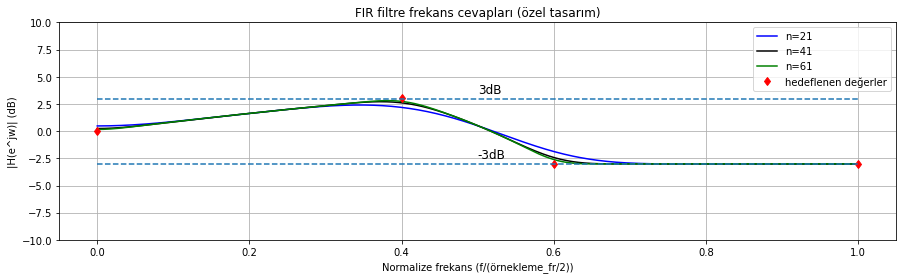 FIR filtre frekans cevapları (özel tasarım)
|H(e^jw)| (dB)
10.0
7.5
5.0
2.5
0.0
−2.5
−5.0
−7.5
−10.0
n=21
n=41
n=61
hedeflenen değerler
3dB
-3dB
0.0
0.2
0.4
0.6
0.8
1.0
Normalize frekans (f/(örnekleme_fr/2))